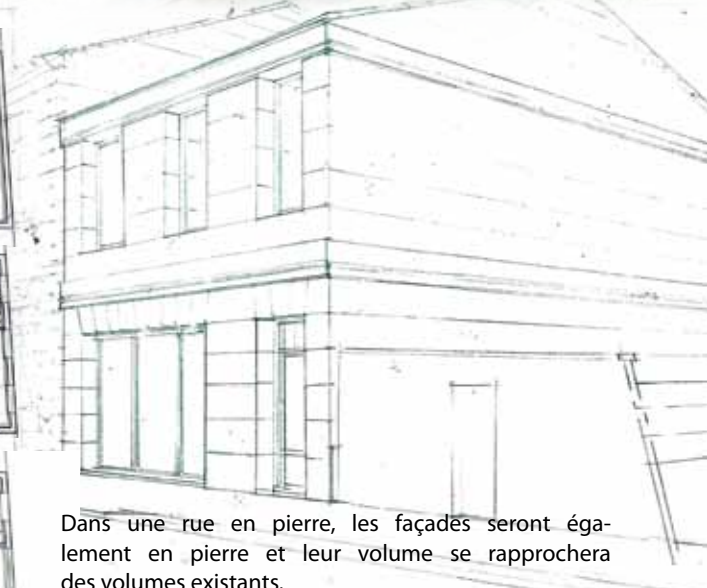 Dans une rue en pierre, les façades seront éga-
lement en pierre et leur volume se rapprochera
des volumes existants.